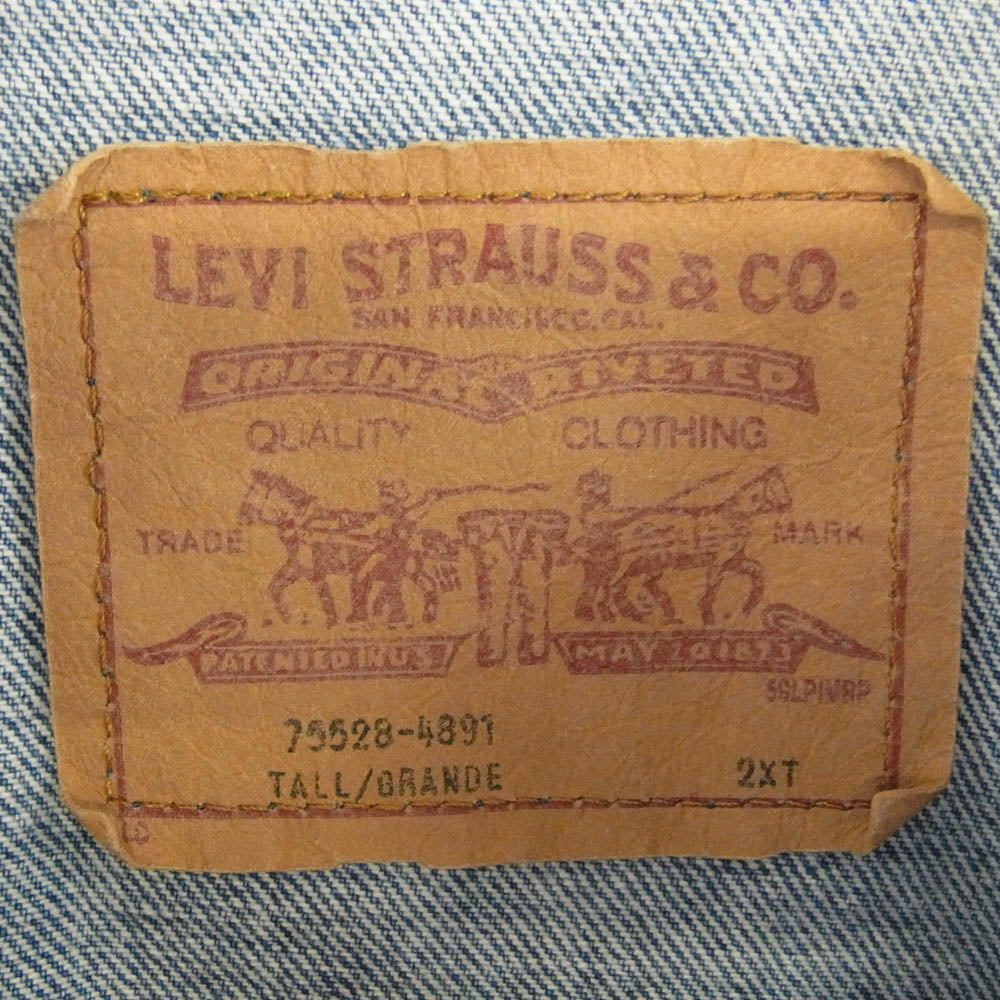 LEVI STRAUSS & CO.
SAN FRANCISCO, CAL.
ORIGINAL RIVETED
QUALITY CLOTHING
TRADE MARK
PATENTED IN U.S. MAY 20 1873
75528-4891
TALL/GRANDE 2XT